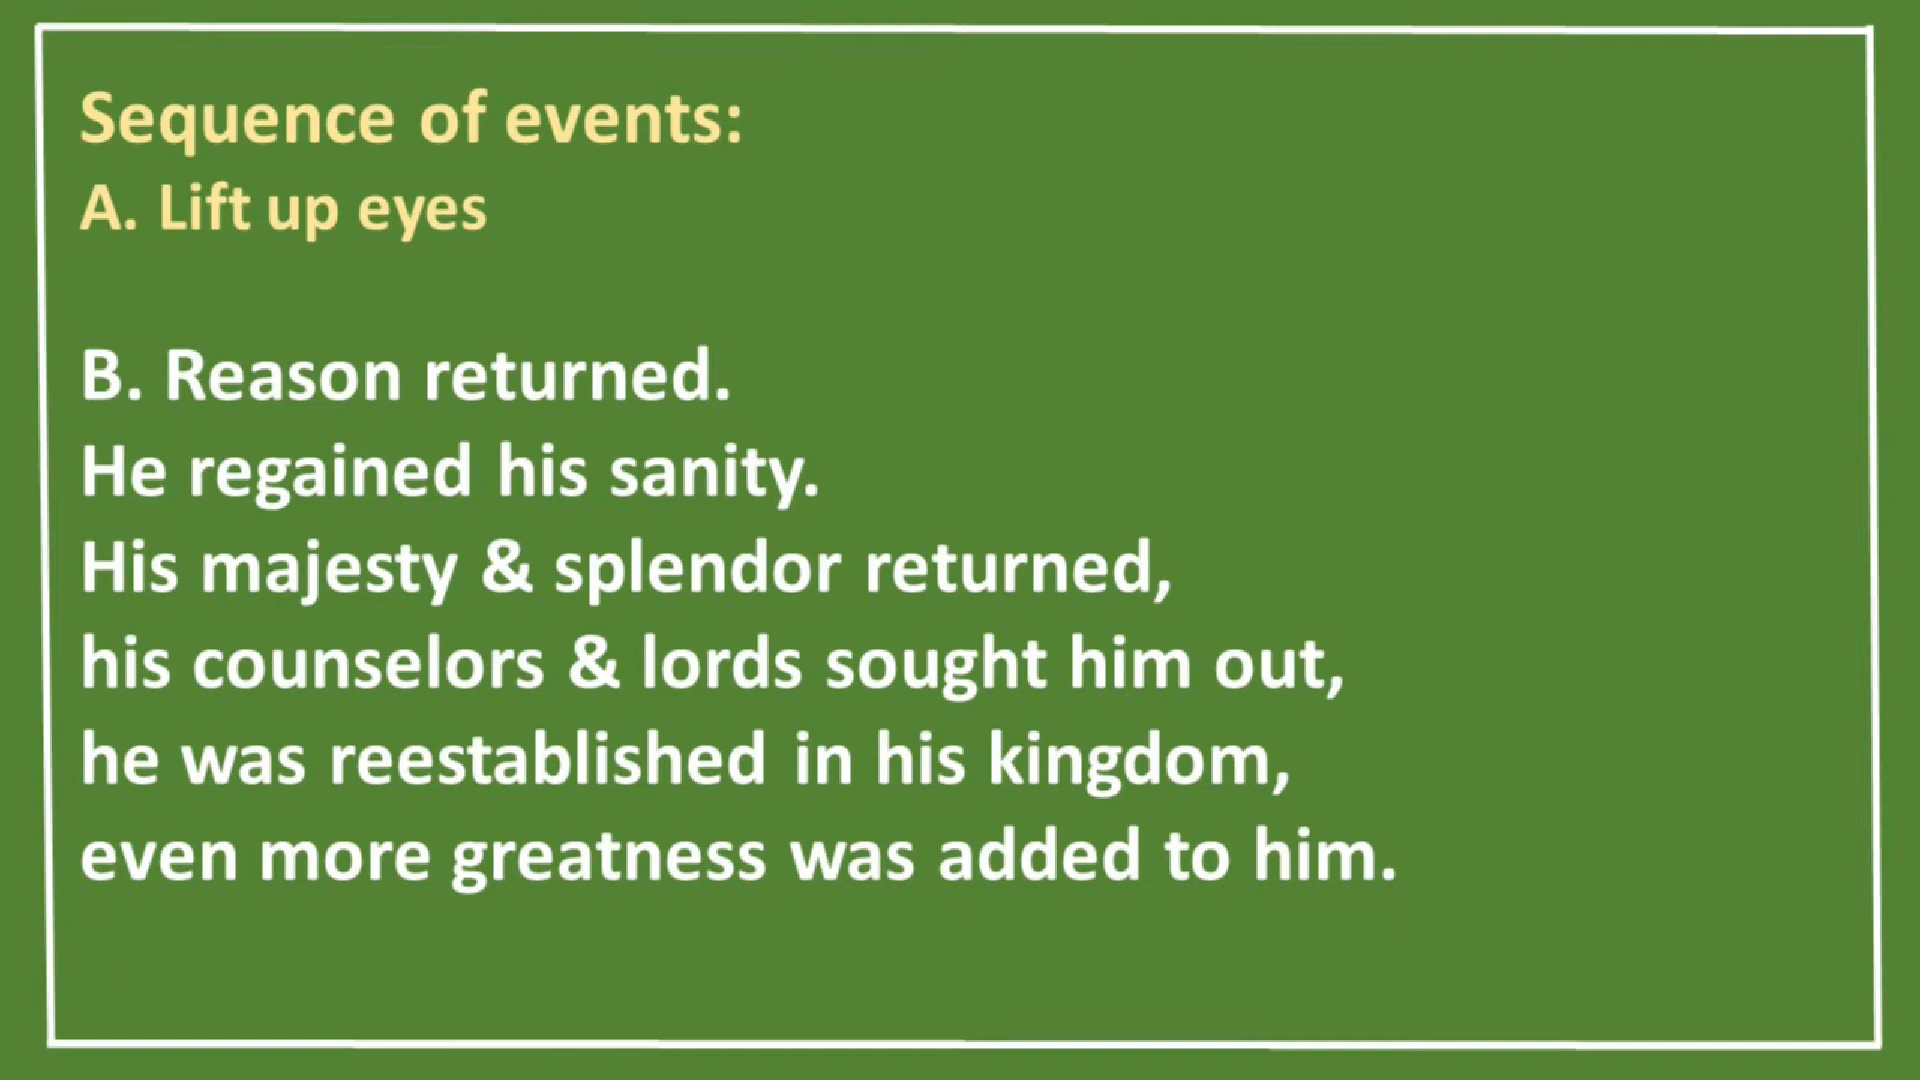 Sequence of events:
A. Lift up eyes
B. Reason returned.
He regained his sanity.
His majesty & splendor returned,
his counselors & lords sought him out,
he was reestablished in his kingdom,
even more greatness was added to him.